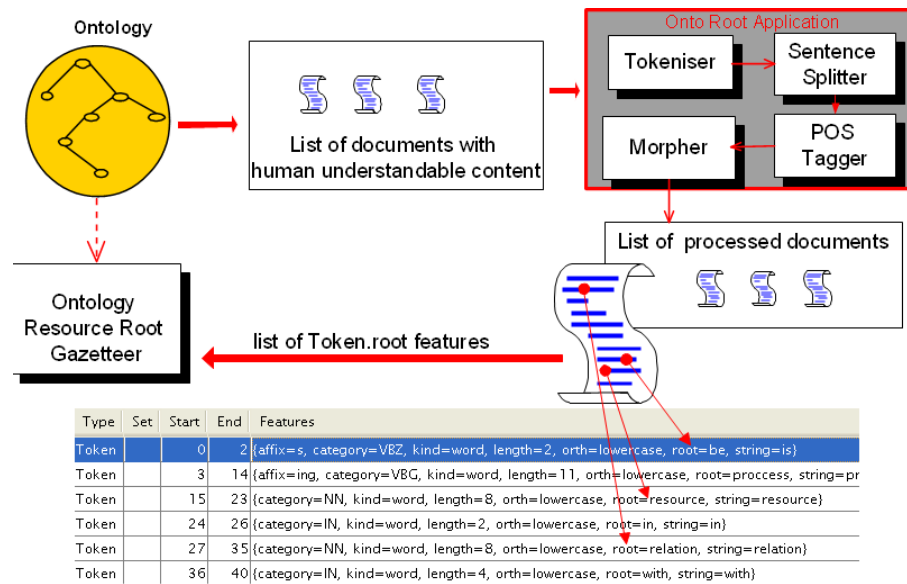 Ontology
List of documents with
human understandable content
Onto Root Application
Tokeniser
Sentence
Splitter
POS
Tagger
Morpher
List of processed documents
Ontology
Resource Root
Gazetteer
list of Token.root features
Type Set Start End Features
Token 0 2 {affix=s, category=VBZ, kind=word, length=2, orth=lowercase, root=be, string=is}
Token 3 14 {affix=ing, category=VBG, kind=word, length=11, orth=lowercase, root=proccess, string=pr
Token 15 23 {category=NN, kind=word, length=8, orth=lowercase, root=resource, string=resource}
Token 24 26 {category=IN, kind=word, length=2, orth=lowercase, root=in, string=in}
Token 27 35 {category=NN, kind=word, length=8, orth=lowercase, root=relation, string=relation}
Token 36 40 {category=IN, kind=word, length=4, orth=lowercase, root=with, string=with}